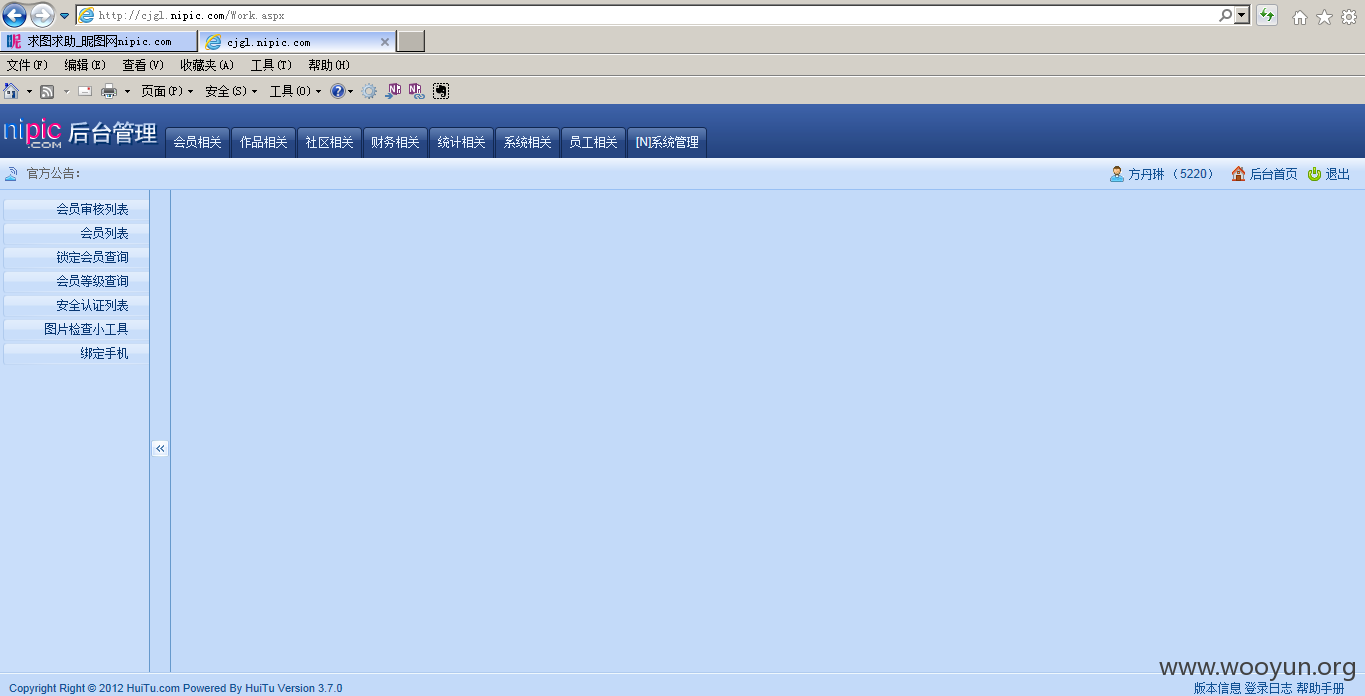 http://cjgl.nipic.com/Work.aspx
昵 求图求助_昵图网nipic.com cjgl.nipic.com
文件(F) 编辑(E) 查看(V) 收藏夹(A) 工具(T) 帮助(H)
页面(P) 安全(S) 工具(O)
nipic.COM 后台管理 会员相关 作品相关 社区相关 财务相关 统计相关 系统相关 员工相关 [N]系统管理
官方公告: 方丹琳 (5220) 后台首页 退出
会员审核列表
会员列表
锁定会员查询
会员等级查询
安全认证列表
图片检查小工具
绑定手机
www.wooyun.org
Copyright Right © 2012 HuiTu.com Powered By HuiTu Version 3.7.0 版本信息 登录日志 帮助手册